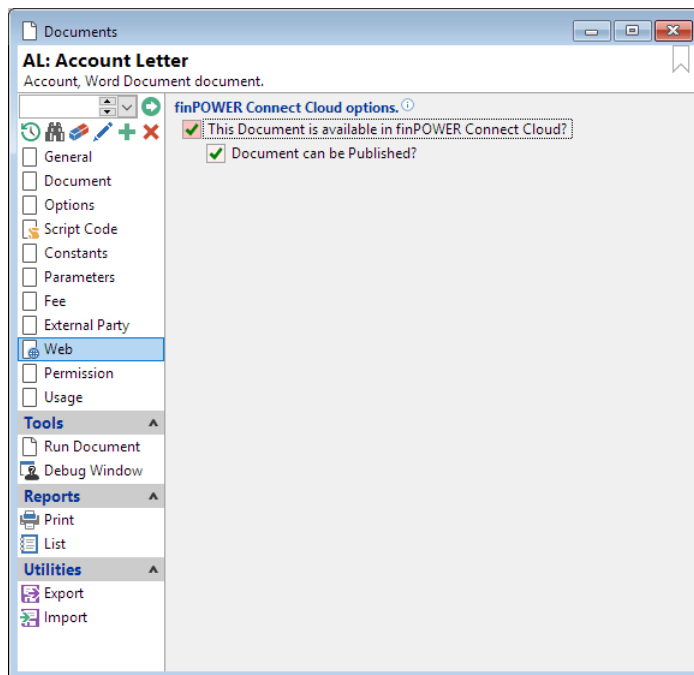 Documents
AL: Account Letter
Account, Word Document document.
General
Document
Options
Script Code
Constants
Parameters
Fee
External Party
Web
Permission
Usage
Tools
Run Document
Debug Window
Reports
Print
List
Utilities
Export
Import
finPOWER Connect Cloud options.
This Document is available in finPOWER Connect Cloud?
Document can be Published?